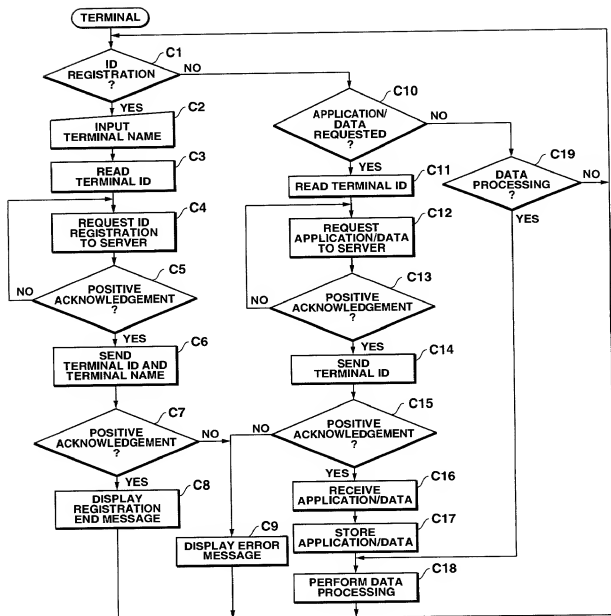 TERMINAL
C1
ID
REGISTRATION
?
NO
YES
C2
INPUT
TERMINAL NAME
C3
READ
TERMINAL ID
C4
REQUEST ID
REGISTRATION
TO SERVER
C5
NO
POSITIVE
ACKNOWLEDGEMENT
?
YES
C6
SEND
TERMINAL ID AND
TERMINAL NAME
C7
POSITIVE
ACKNOWLEDGEMENT
?
NO
YES
C8
DISPLAY
REGISTRATION
END MESSAGE
C9
DISPLAY ERROR
MESSAGE
C10
APPLICATION/
DATA
REQUESTED
?
NO
YES
C11
READ TERMINAL ID
C12
REQUEST
APPLICATION/DATA
TO SERVER
C13
NO
POSITIVE
ACKNOWLEDGEMENT
?
YES
C14
SEND
TERMINAL ID
C15
NO
POSITIVE
ACKNOWLEDGEMENT
?
YES
C16
RECEIVE
APPLICATION/DATA
C17
STORE
APPLICATION/DATA
C18
PERFORM DATA
PROCESSING
C19
DATA
PROCESSING
?
NO
YES